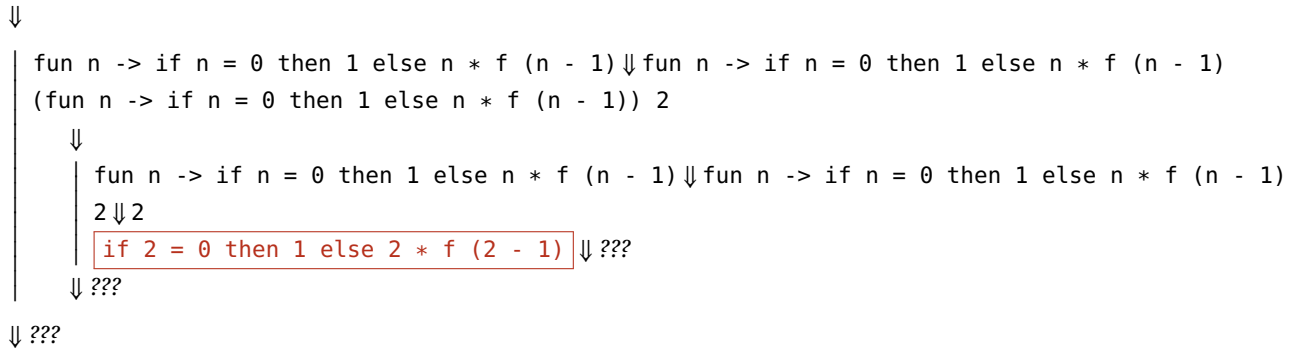 ⇓
fun n -> if n = 0 then 1 else n * f (n - 1) ⇓ fun n -> if n = 0 then 1 else n * f (n - 1)
(fun n -> if n = 0 then 1 else n * f (n - 1)) 2
⇓
fun n -> if n = 0 then 1 else n * f (n - 1) ⇓ fun n -> if n = 0 then 1 else n * f (n - 1)
2 ⇓ 2
if 2 = 0 then 1 else 2 * f (2 - 1) ⇓ ???
⇓ ???
⇓ ???